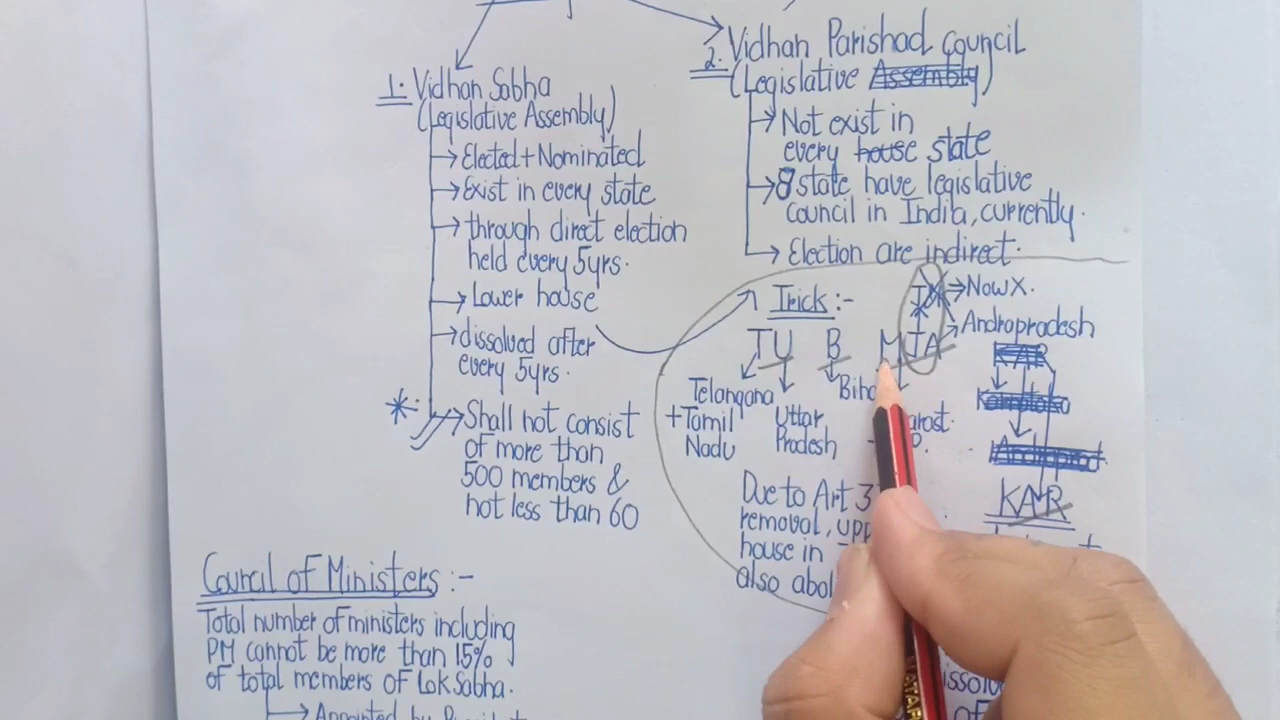 1. Vidhan Sabha
(Legislative Assembly)
→ Elected + Nominated
→ Exist in every state
→ through direct election
held every 5yrs.
→ Lower house
→ dissolved after
every 5yrs.
*. → Shall not consist
of more than
500 members &
not less than 60
2. Vidhan Parishad Council
(Legislative Assembly)
→ Not exist in
every house state
→ 8 state have legislative
council in India, currently.
→ Election are indirect.
Trick :-
→ Now X.
→ Andropradesh
TU B M JA
Telangana
+ Tamil
Nadu
Uttar
Pradesh
KAR
KAR
Due to Art 3
removal,
house in
also
Council of Ministers :-
Total number of ministers including
PM cannot be more than 15%
of total members of Lok Sabha.
→ Appointed by